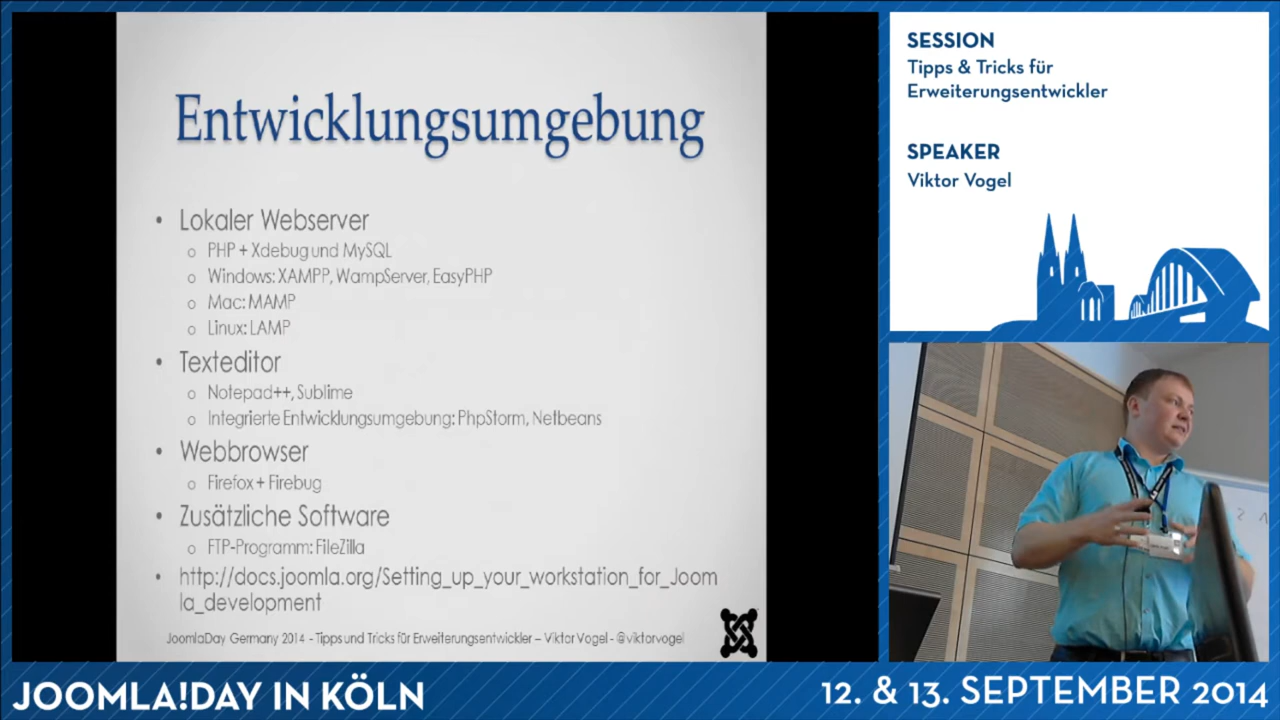 Entwicklungsumgebung
• Lokaler Webserver
o PHP + Xdebug und MySQL
o Windows: XAMPP, WampServer, EasyPHP
o Mac: MAMP
o Linux: LAMP
• Texteditor
o Notepad++, Sublime
o Integrierte Entwicklungsumgebung: PhpStorm, Netbeans
• Webbrowser
o Firefox + Firebug
• Zusätzliche Software
o FTP-Programm: FileZilla
• http://docs.joomla.org/Setting_up_your_workstation_for_Joom
la_development
JoomlaDay Germany 2014 - Tipps und Tricks für Erweiterungsentwickler – Viktor Vogel - @viktorvogel
SESSION
Tipps & Tricks für
Erweiterungsentwickler
SPEAKER
Viktor Vogel
JOOMLA!DAY IN KÖLN
12. & 13. SEPTEMBER 2014